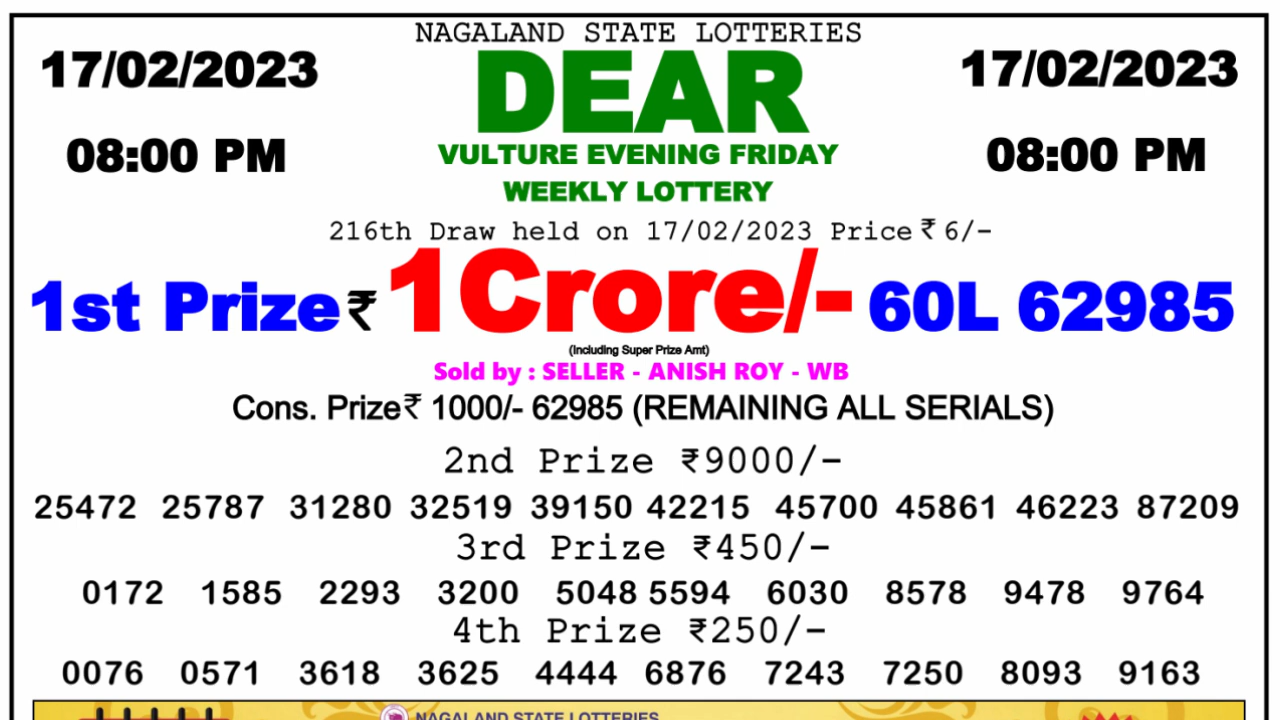 NAGALAND STATE LOTTERIES
17/02/2023 DEAR 17/02/2023
08:00 PM VULTURE EVENING FRIDAY 08:00 PM
WEEKLY LOTTERY
216th Draw held on 17/02/2023 Price ₹ 6/-
1st Prize ₹ 1Crore/- 60L 62985
(Including Super Prize Amt)
Sold by : SELLER - ANISH ROY - WB
Cons. Prize ₹ 1000/- 62985 (REMAINING ALL SERIALS)
2nd Prize ₹9000/-
25472 25787 31280 32519 39150 42215 45700 45861 46223 87209
3rd Prize ₹450/-
0172 1585 2293 3200 5048 5594 6030 8578 9478 9764
4th Prize ₹250/-
0076 0571 3618 3625 4444 6876 7243 7250 8093 9163
NAGALAND STATE LOTTERIES